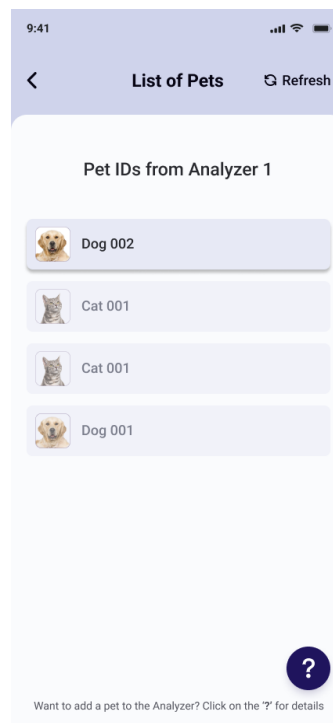 9:41
List of Pets
Refresh
Pet IDs from Analyzer 1
Dog 002
Cat 001
Cat 001
Dog 001
?
Want to add a pet to the Analyzer? Click on the '?' for details